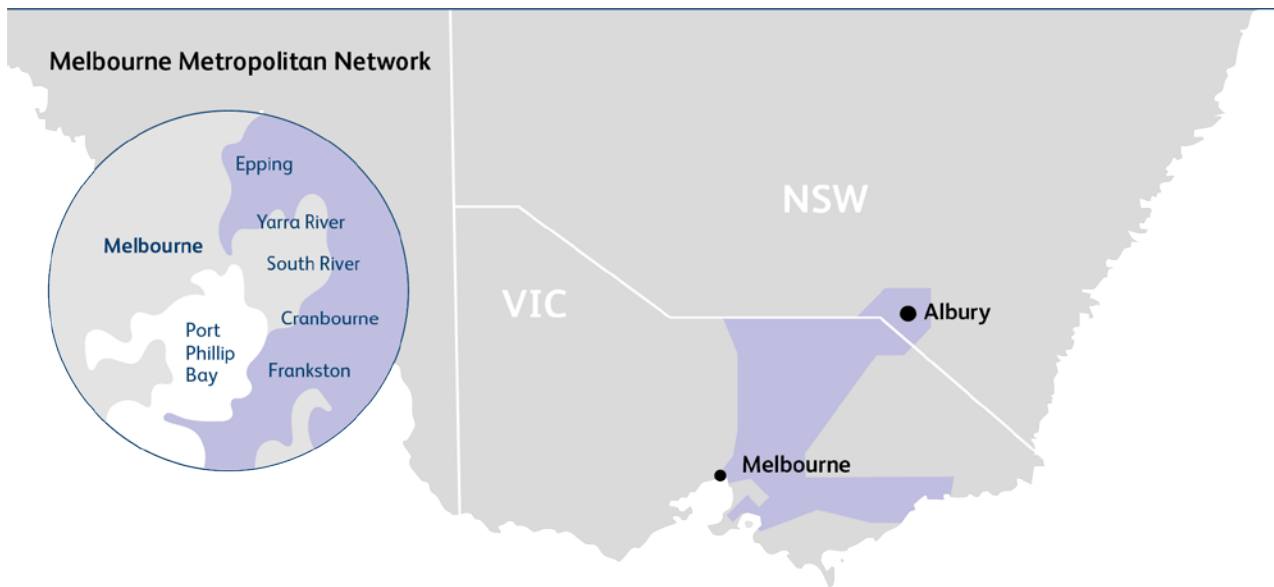 Melbourne Metropolitan Network
Epping
Yarra River
Melbourne
South River
Cranbourne
Port
Phillip
Bay
Frankston
NSW
VIC
Albury
Melbourne